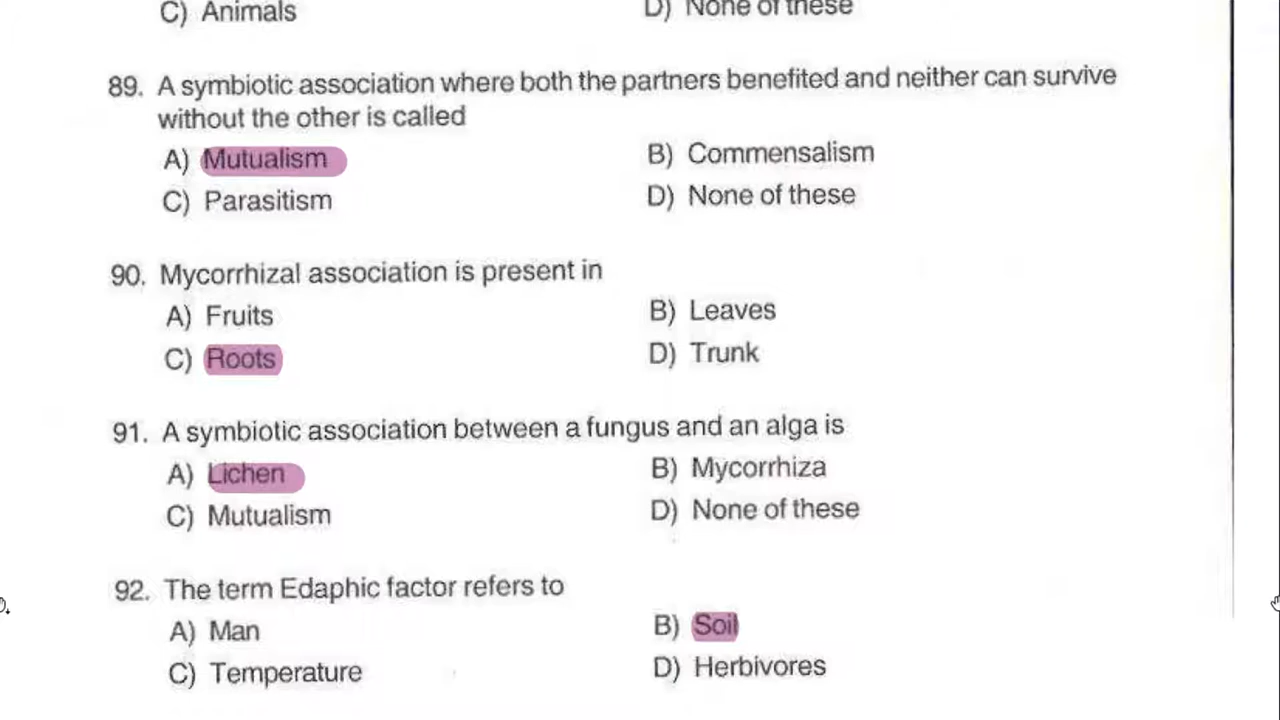 C) Animals D) None of these
89. A symbiotic association where both the partners benefited and neither can survive
without the other is called
A) Mutualism B) Commensalism
C) Parasitism D) None of these
90. Mycorrhizal association is present in
A) Fruits B) Leaves
C) Roots D) Trunk
91. A symbiotic association between a fungus and an alga is
A) Lichen B) Mycorrhiza
C) Mutualism D) None of these
92. The term Edaphic factor refers to
A) Man B) Soil
C) Temperature D) Herbivores